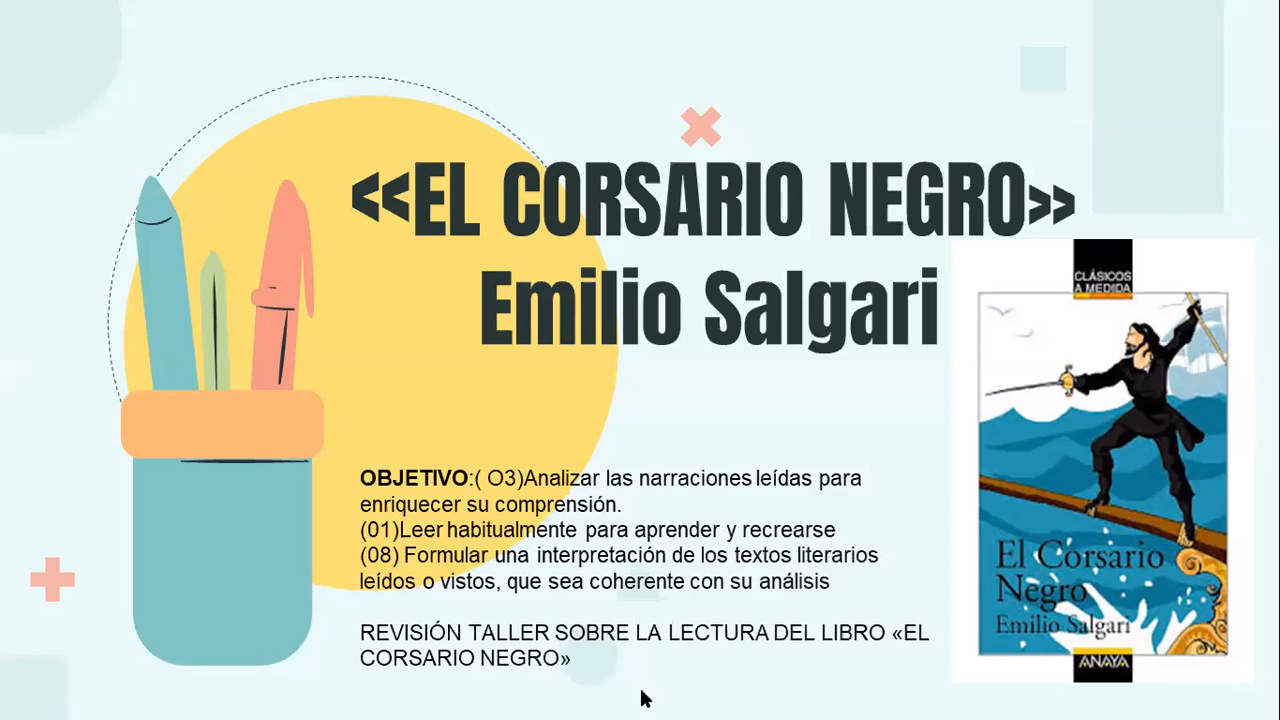 <<EL CORSARIO NEGRO>>
Emilio Salgari
OBJETIVO:( O3)Analizar las narraciones leídas para
enriquecer su comprensión.
(01)Leer habitualmente para aprender y recrearse
(08) Formular una interpretación de los textos literarios
leídos o vistos, que sea coherente con su análisis
REVISIÓN TALLER SOBRE LA LECTURA DEL LIBRO «EL
CORSARIO NEGRO»
CLÁSICOS
A MEDIDA
El Corsario
Negro
Emilio Salgari
ANAYA